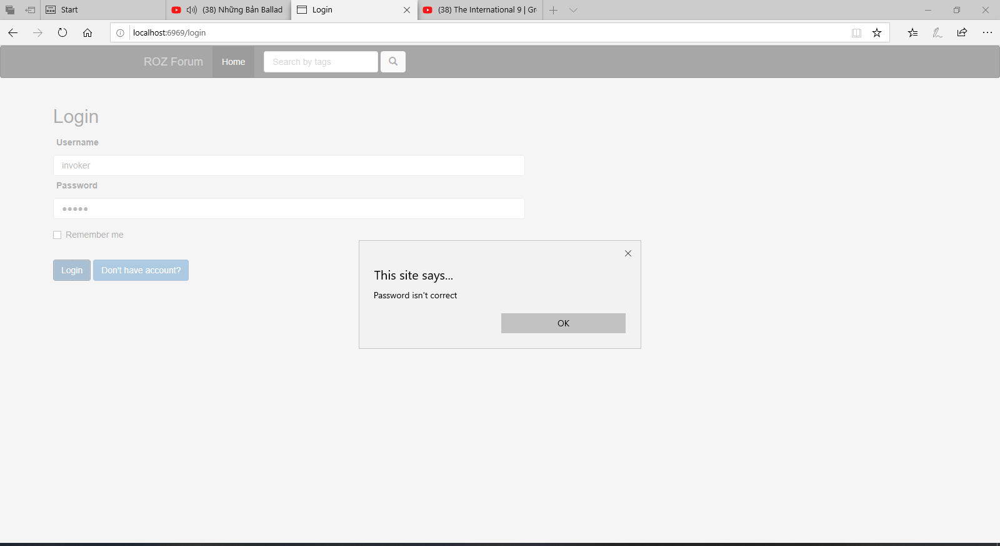 Start
(38) Những Bản Ballad
Login
(38) The International 9 | Gr
localhost:6969/login
ROZ Forum
Home
Search by tags
Login
Username
invoker
Password
●●●●●
Remember me
Login
Don't have account?
This site says...
Password isn't correct
OK